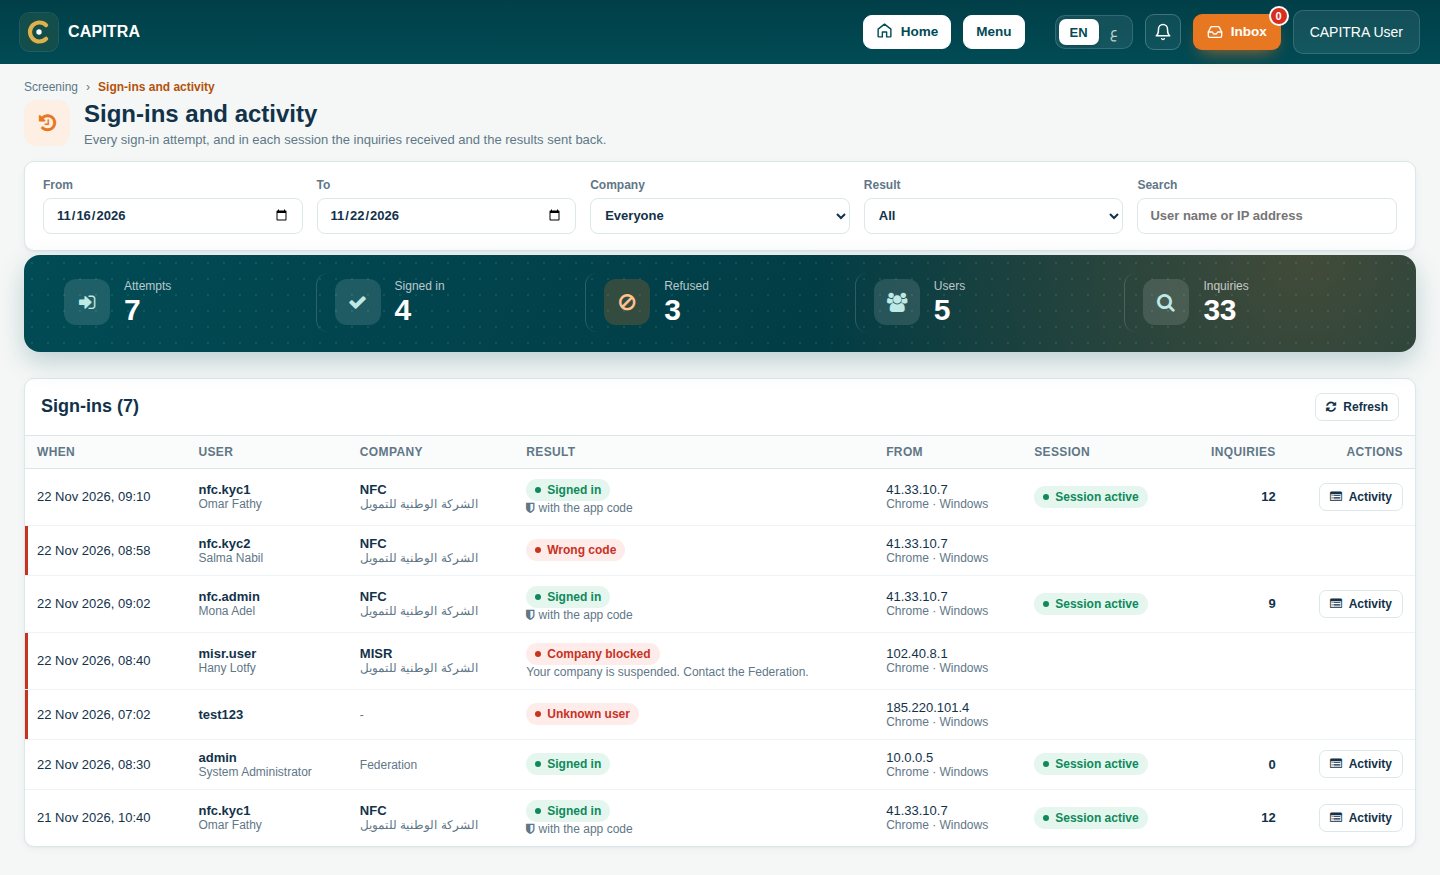 CAPITRA
Home
Menu
EN
ع
Inbox
0
CAPITRA User
Screening › Sign-ins and activity
Sign-ins and activity
Every sign-in attempt, and in each session the inquiries received and the results sent back.
From
To
Company
Result
Search
11/16/2026
11/22/2026
Everyone
All
User name or IP address
Attempts
7
Signed in
4
Refused
3
Users
5
Inquiries
33
Sign-ins (7)
Refresh
WHEN USER COMPANY RESULT FROM SESSION INQUIRIES ACTIONS
22 Nov 2026, 09:10 nfc.kyc1 NFC Signed in 41.33.10.7 Session active 12 Activity
Omar Fathy الشركة الوطنية للتمويل with the app code Chrome · Windows
22 Nov 2026, 08:58 nfc.kyc2 NFC Wrong code 41.33.10.7
Salma Nabil الشركة الوطنية للتمويل Chrome · Windows
22 Nov 2026, 09:02 nfc.admin NFC Signed in 41.33.10.7 Session active 9 Activity
Mona Adel الشركة الوطنية للتمويل with the app code Chrome · Windows
22 Nov 2026, 08:40 misr.user MISR Company blocked 102.40.8.1
Hany Lotfy الشركة الوطنية للتمويل Your company is suspended. Contact the Federation. Chrome · Windows
22 Nov 2026, 07:02 test123 - Unknown user 185.220.101.4
Chrome · Windows
22 Nov 2026, 08:30 admin Federation Signed in 10.0.0.5 Session active 0 Activity
System Administrator Chrome · Windows
21 Nov 2026, 10:40 nfc.kyc1 NFC Signed in 41.33.10.7 Session active 12 Activity
Omar Fathy الشركة الوطنية للتمويل with the app code Chrome · Windows